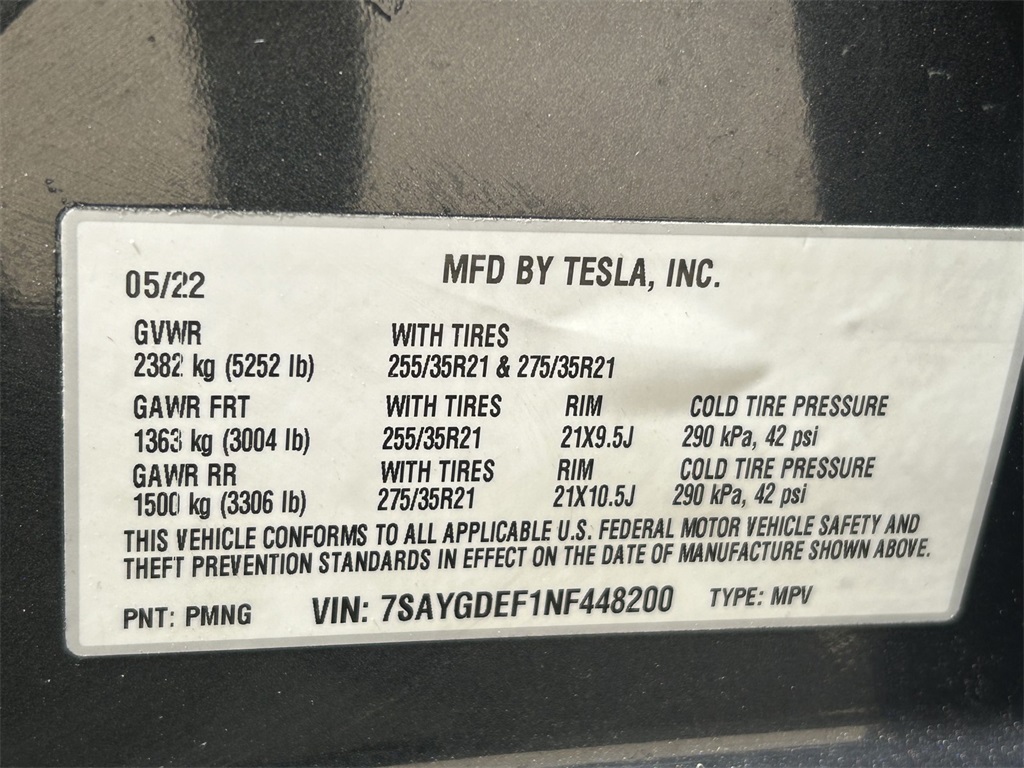 05/22 MFD BY TESLA, INC.
GVWR WITH TIRES
2382 kg (5252 lb) 255/35R21 & 275/35R21
GAWR FRT WITH TIRES RIM COLD TIRE PRESSURE
1363 kg (3004 lb) 255/35R21 21X9.5J 290 kPa, 42 psi
GAWR RR WITH TIRES RIM COLD TIRE PRESSURE
1500 kg (3306 lb) 275/35R21 21X10.5J 290 kPa, 42 psi
THIS VEHICLE CONFORMS TO ALL APPLICABLE U.S. FEDERAL MOTOR VEHICLE SAFETY AND
THEFT PREVENTION STANDARDS IN EFFECT ON THE DATE OF MANUFACTURE SHOWN ABOVE.
PNT: PMNG VIN: 7SAYGDEF1NF448200 TYPE: MPV